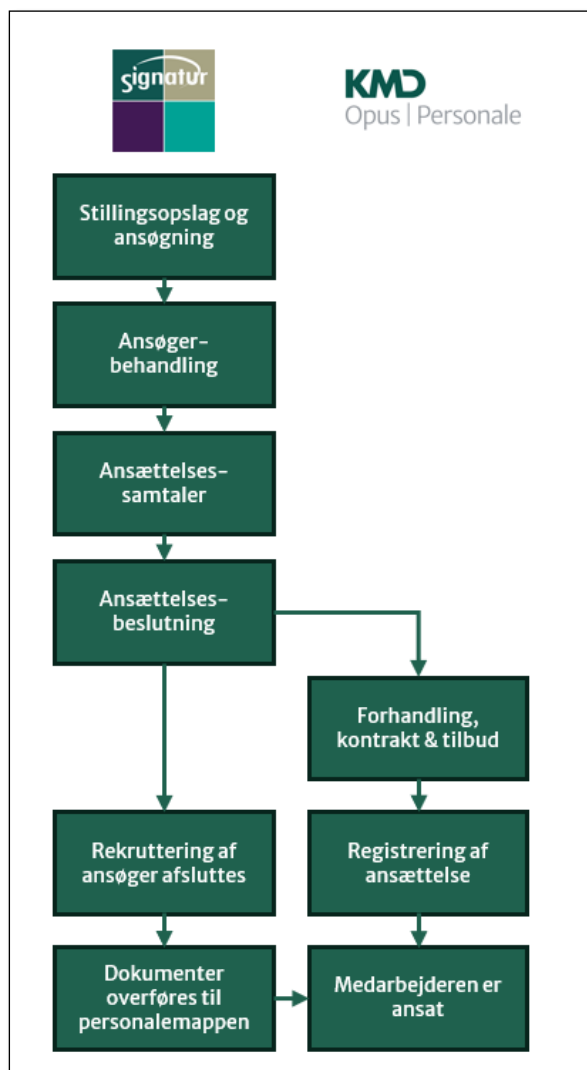 signatur
KMD
Opus | Personale
Stillingsopslag og
ansøgning
Ansøger-
behandling
Ansættelses-
samtaler
Ansættelses-
beslutning
Forhandling,
kontrakt & tilbud
Rekruttering af
ansøger afsluttes
Registrering af
ansættelse
Dokumenter
overføres til
personalemappen
Medarbejderen er
ansat